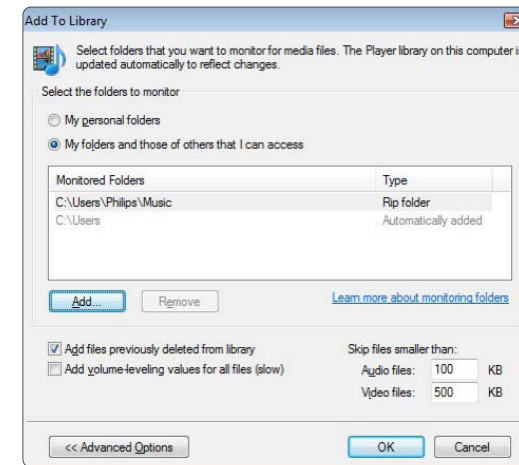 Add To Library
Select folders that you want to monitor for media files. The Player library on this computer is
updated automatically to reflect changes.
Select the folders to monitor
My personal folders
My folders and those of others that I can access
Monitored Folders Type
C:\Users\Philips\Music Rip folder
C:\Users Automatically added
Add... Remove Learn more about monitoring folders
Add files previously deleted from library Skip files smaller than:
Add volume-leveling values for all files (slow) Audio files: 100 KB
Video files: 500 KB
<< Advanced Options OK Cancel